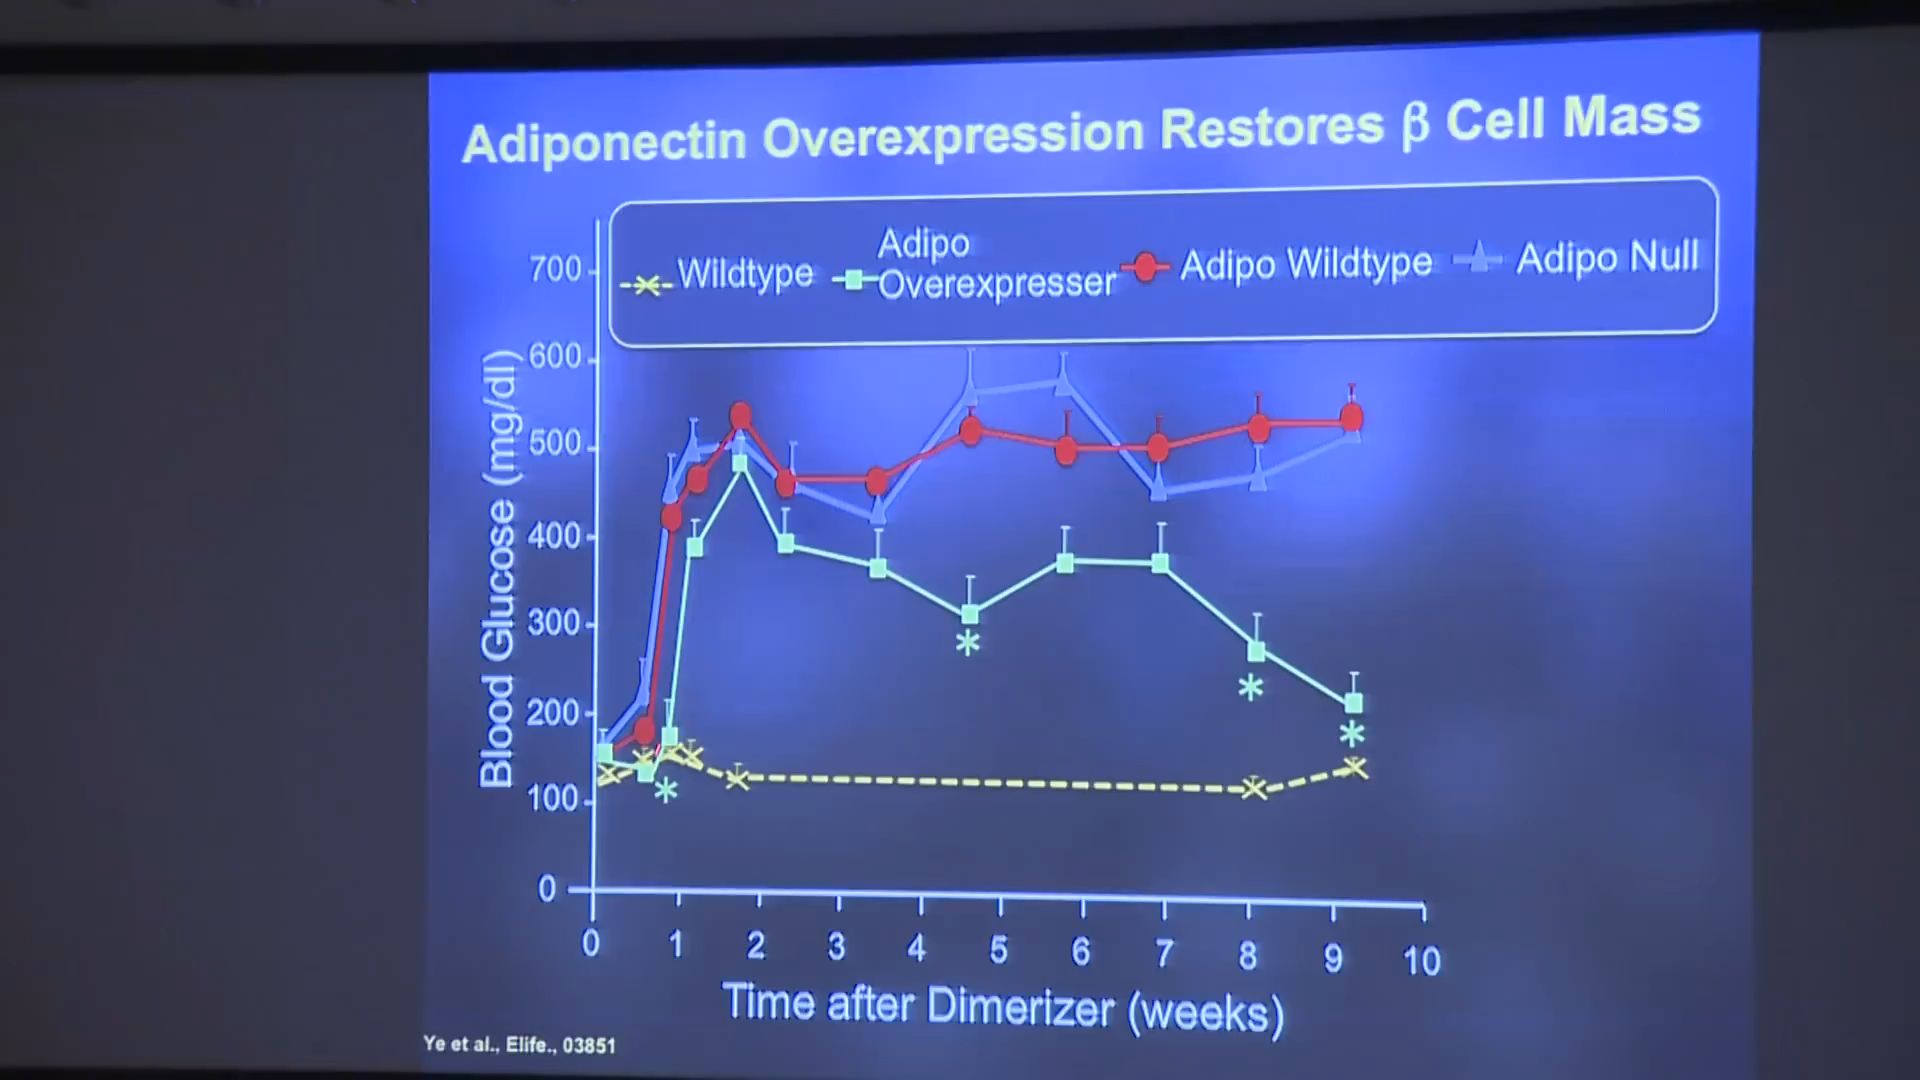 Adiponectin Overexpression Restores β Cell Mass
Wildtype
Adipo
Overexpresser
Adipo Wildtype
Adipo Null
Blood Glucose (mg/dl)
700
600
500
400
300
200
100
0
*
*
*
*
0 1 2 3 4 5 6 7 8 9 10
Time after Dimerizer (weeks)
Ye et al., Elife., 03851